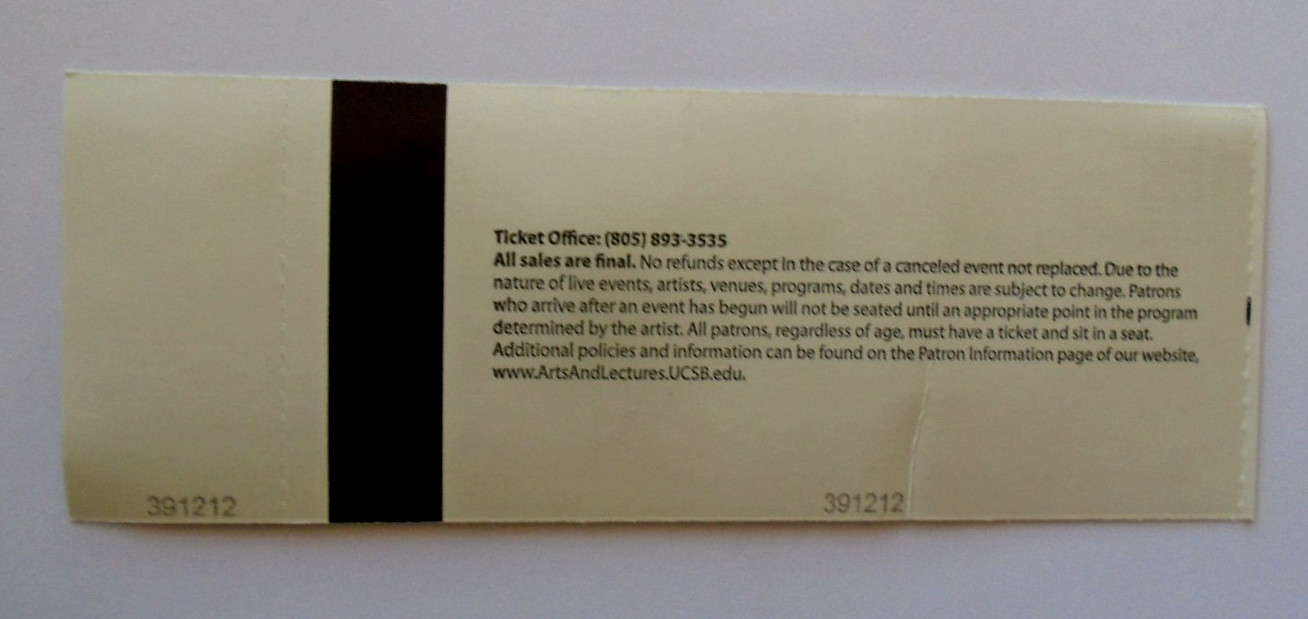 Ticket Office: (805) 893-3535
All sales are final. No refunds except in the case of a canceled event not replaced. Due to the
nature of live events, artists, venues, programs, dates and times are subject to change. Patrons
who arrive after an event has begun will not be seated until an appropriate point in the program
determined by the artist. All patrons, regardless of age, must have a ticket and sit in a seat.
Additional policies and information can be found on the Patron Information page of our website,
www.ArtsAndLectures.UCSB.edu.
391212
391212